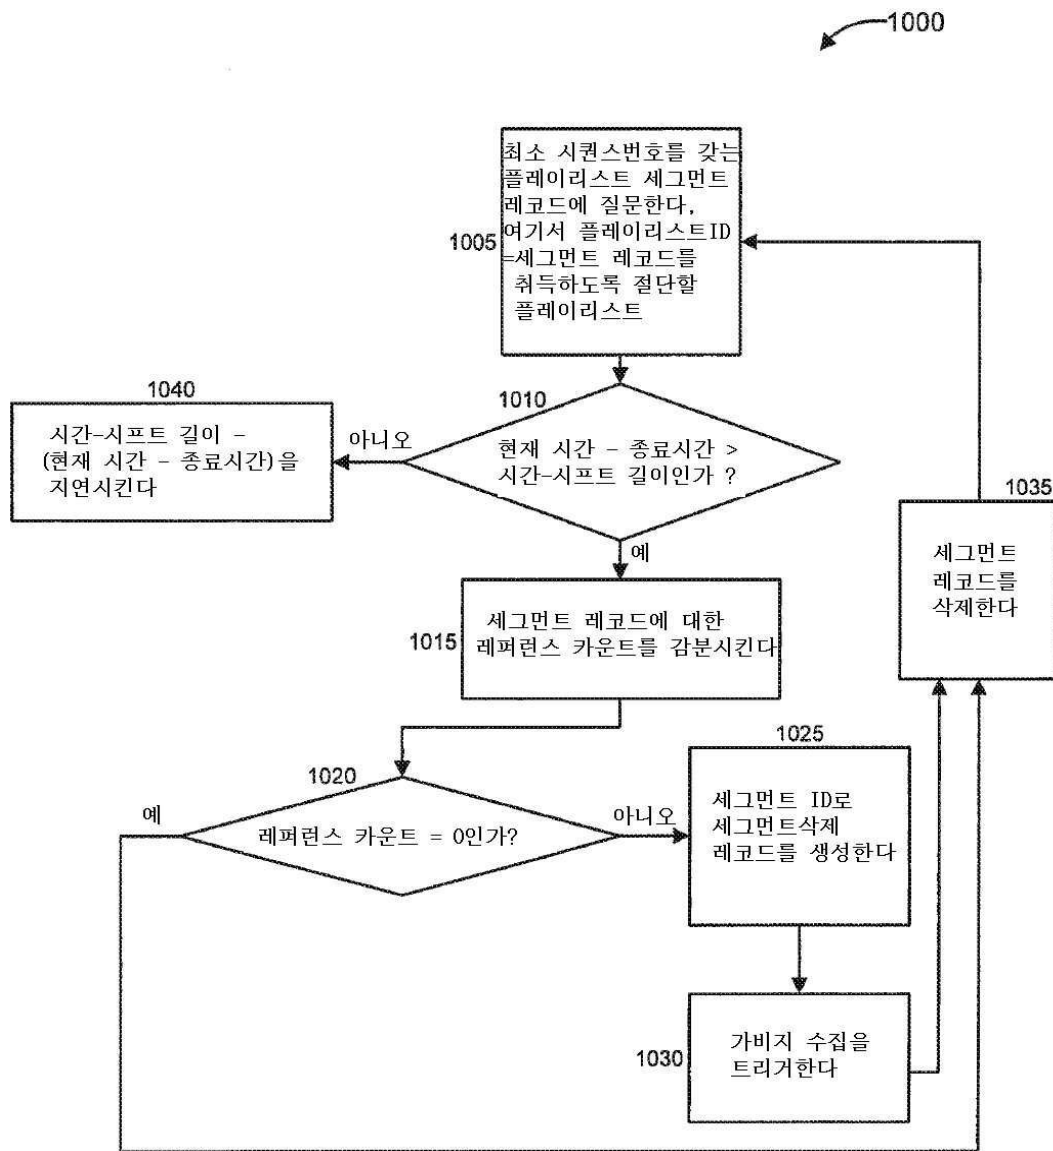 1000
최소 시퀀스번호를 갖는
플레이리스트 세그먼트
레코드에 질문한다,
여기서 플레이리스트ID
=세그먼트 레코드를
취득하도록 절단할
플레이리스트
1005
1010
현재 시간 - 종료시간 >
시간-시프트 길이인가 ?
아니오
1040
시간-시프트 길이 -
(현재 시간 - 종료시간)을
지연시킨다
예
1015
세그먼트 레코드에 대한
레퍼런스 카운트를 감분시킨다
1020
레퍼런스 카운트 = 0인가?
예
아니오
1025
세그먼트 ID로
세그먼트삭제
레코드를 생성한다
1030
가비지 수집을
트리거한다
1035
세그먼트
레코드를
삭제한다